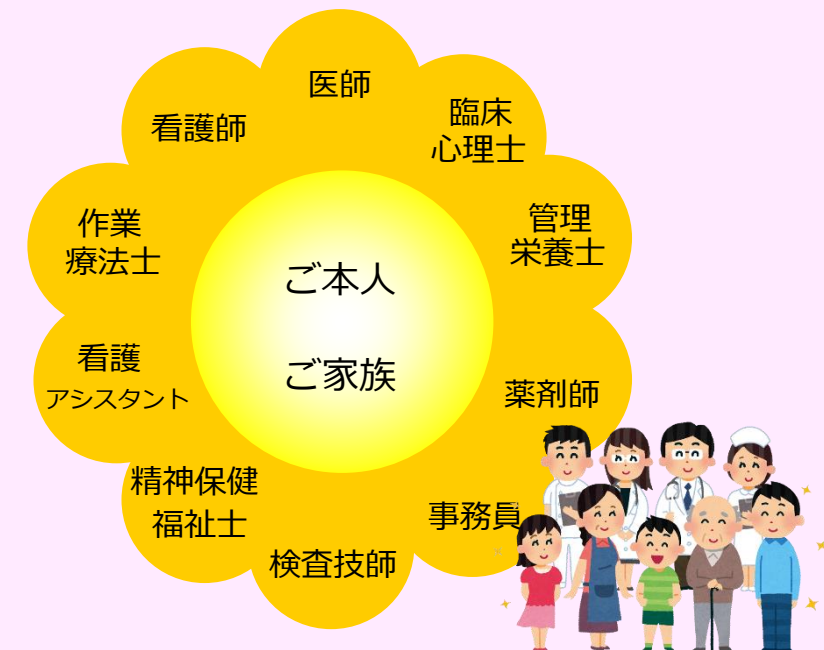 医師
臨床
心理士
管理
栄養士
薬剤師
事務員
検査技師
精神保健
福祉士
看護
アシスタント
作業
療法士
看護師
ご本人
ご家族